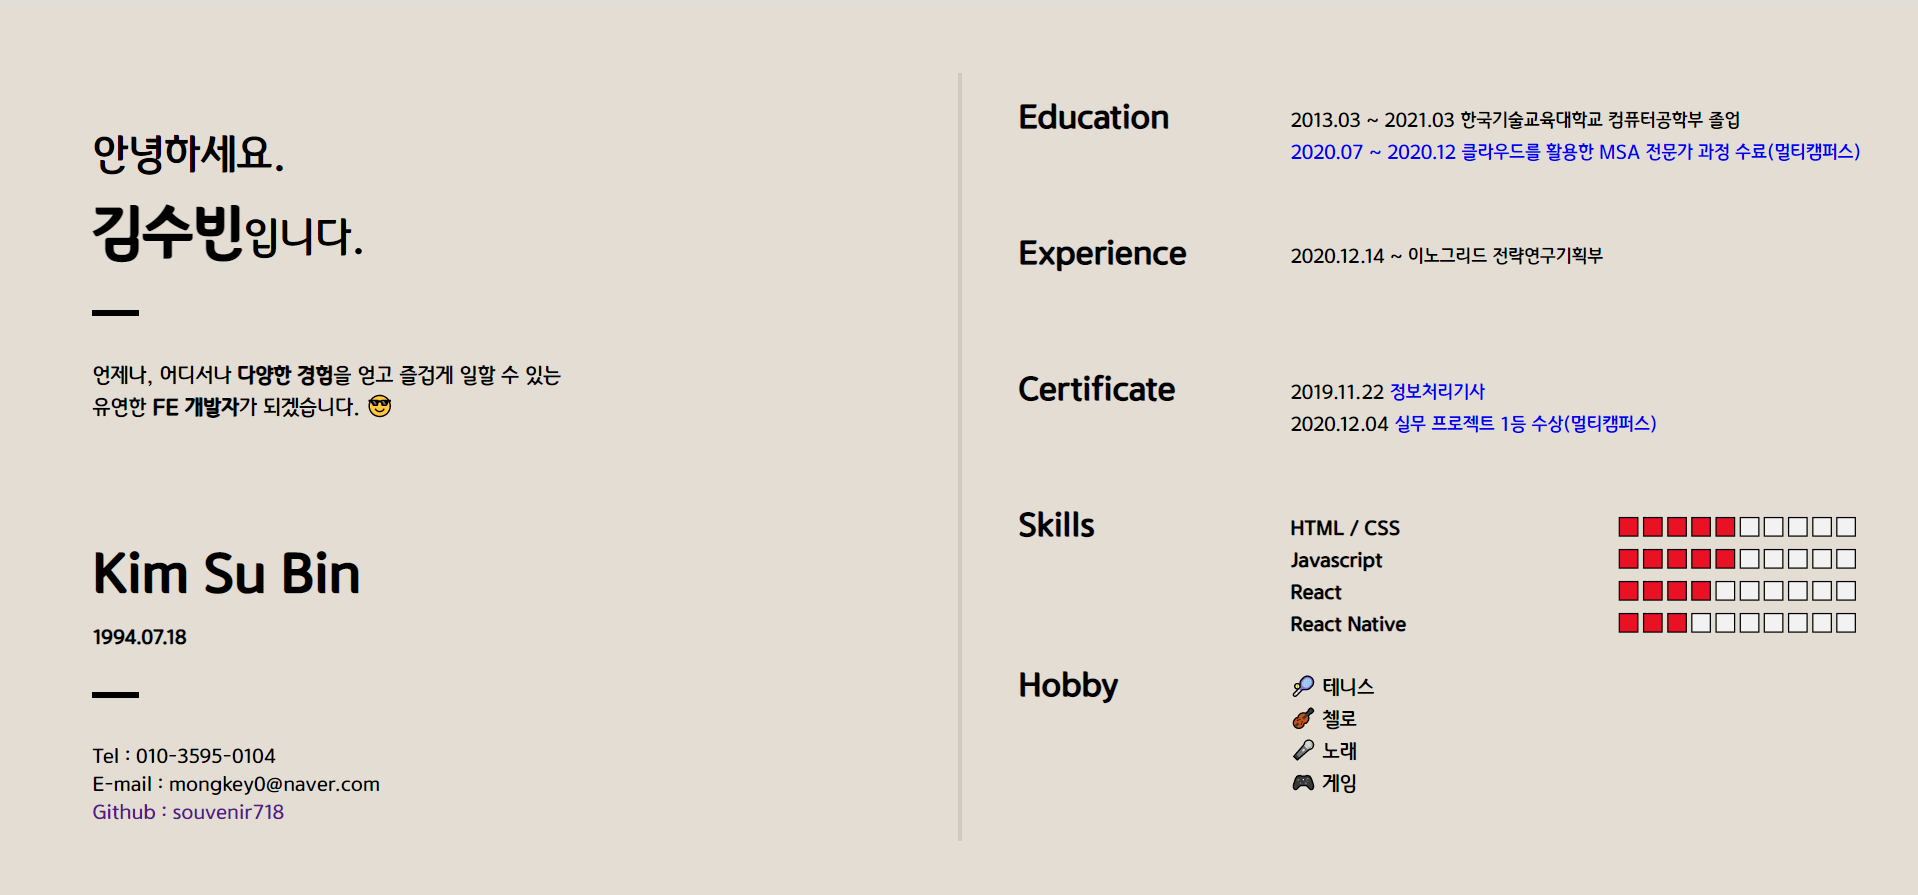 안녕하세요.
김수빈입니다.
언제나, 어디서나 다양한 경험을 얻고 즐겁게 일할 수 있는
유연한 FE 개발자가 되겠습니다. 😎
Kim Su Bin
1994.07.18
Tel : 010-3595-0104
E-mail : mongkey0@naver.com
Github : souvenir718
Education
2013.03 ~ 2021.03 한국기술교육대학교 컴퓨터공학부 졸업
2020.07 ~ 2020.12 클라우드를 활용한 MSA 전문가 과정 수료(멀티캠퍼스)
Experience
2020.12.14 ~ 이노그리드 전략연구기획부
Certificate
2019.11.22 정보처리기사
2020.12.04 실무 프로젝트 1등 수상(멀티캠퍼스)
Skills
HTML / CSS
Javascript
React
React Native
Hobby
🎾 테니스
🎻 첼로
🎤 노래
🎮 게임